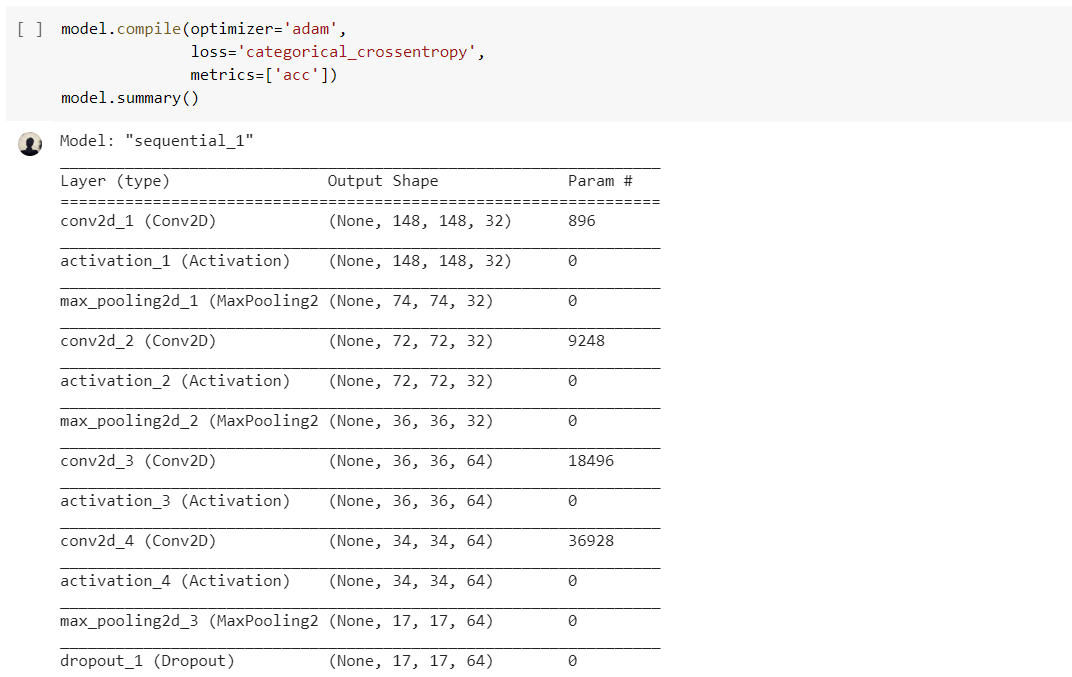 [ ] model.compile(optimizer='adam',
loss='categorical_crossentropy',
metrics=['acc'])
model.summary()
Model: "sequential_1"
_________________________________________________________________
Layer (type) Output Shape Param #
=================================================================
conv2d_1 (Conv2D) (None, 148, 148, 32) 896
_________________________________________________________________
activation_1 (Activation) (None, 148, 148, 32) 0
_________________________________________________________________
max_pooling2d_1 (MaxPooling2 (None, 74, 74, 32) 0
_________________________________________________________________
conv2d_2 (Conv2D) (None, 72, 72, 32) 9248
_________________________________________________________________
activation_2 (Activation) (None, 72, 72, 32) 0
_________________________________________________________________
max_pooling2d_2 (MaxPooling2 (None, 36, 36, 32) 0
_________________________________________________________________
conv2d_3 (Conv2D) (None, 36, 36, 64) 18496
_________________________________________________________________
activation_3 (Activation) (None, 36, 36, 64) 0
_________________________________________________________________
conv2d_4 (Conv2D) (None, 34, 34, 64) 36928
_________________________________________________________________
activation_4 (Activation) (None, 34, 34, 64) 0
_________________________________________________________________
max_pooling2d_3 (MaxPooling2 (None, 17, 17, 64) 0
_________________________________________________________________
dropout_1 (Dropout) (None, 17, 17, 64) 0